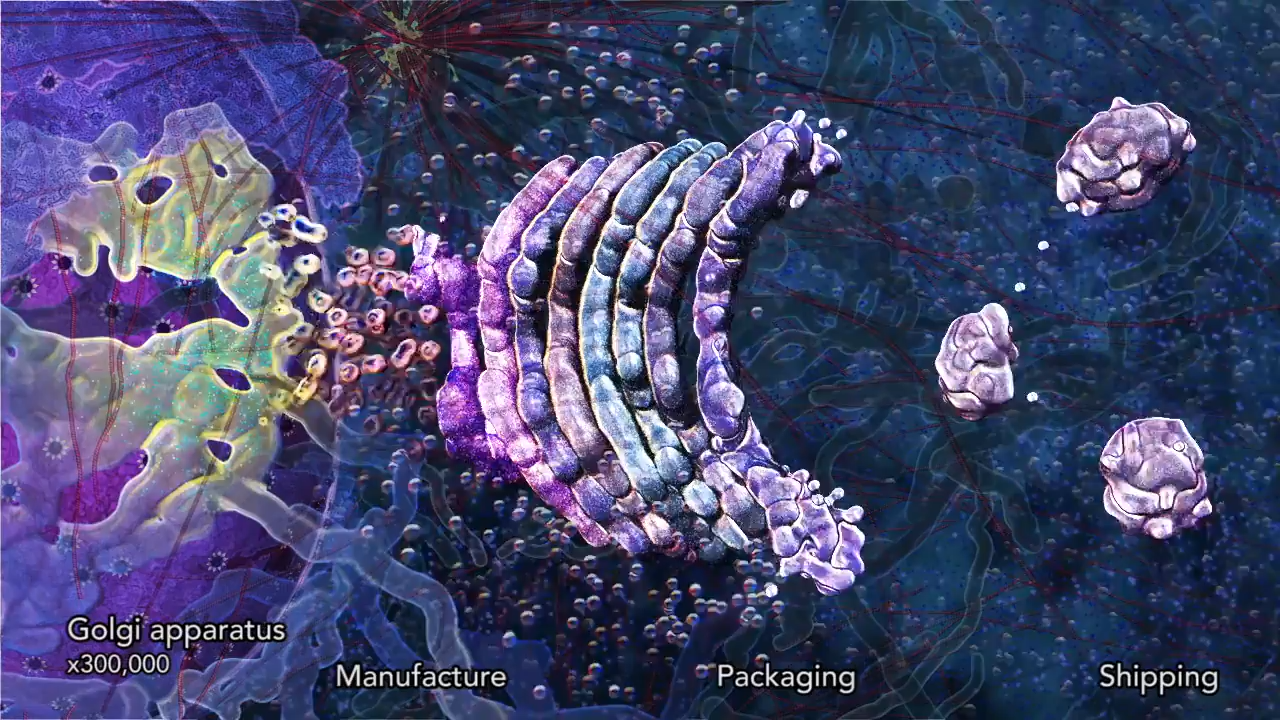 Golgi apparatus
x300,000
Manufacture
Packaging
Shipping